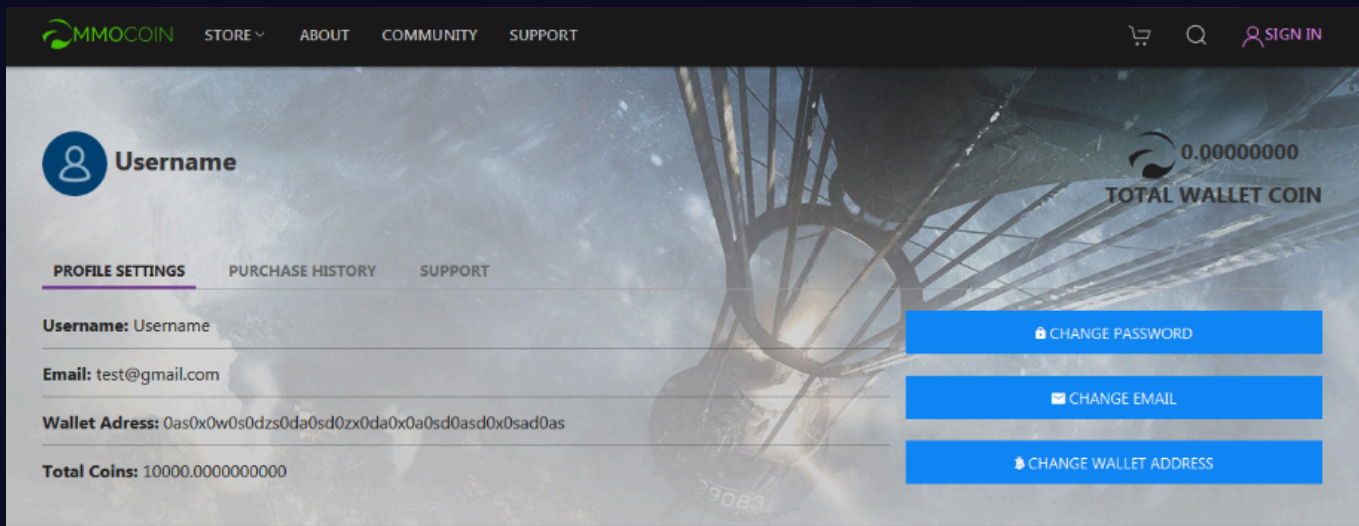 MMOCOIN STORE ABOUT COMMUNITY SUPPORT SIGN IN
Username
0.00000000
TOTAL WALLET COIN
PROFILE SETTINGS PURCHASE HISTORY SUPPORT
Username: Username
CHANGE PASSWORD
Email: test@gmail.com
CHANGE EMAIL
Wallet Adress: 0as0x0w0s0dzs0da0sd0zx0da0x0a0sd0asd0x0sad0as
CHANGE WALLET ADDRESS
Total Coins: 10000.0000000000
23083